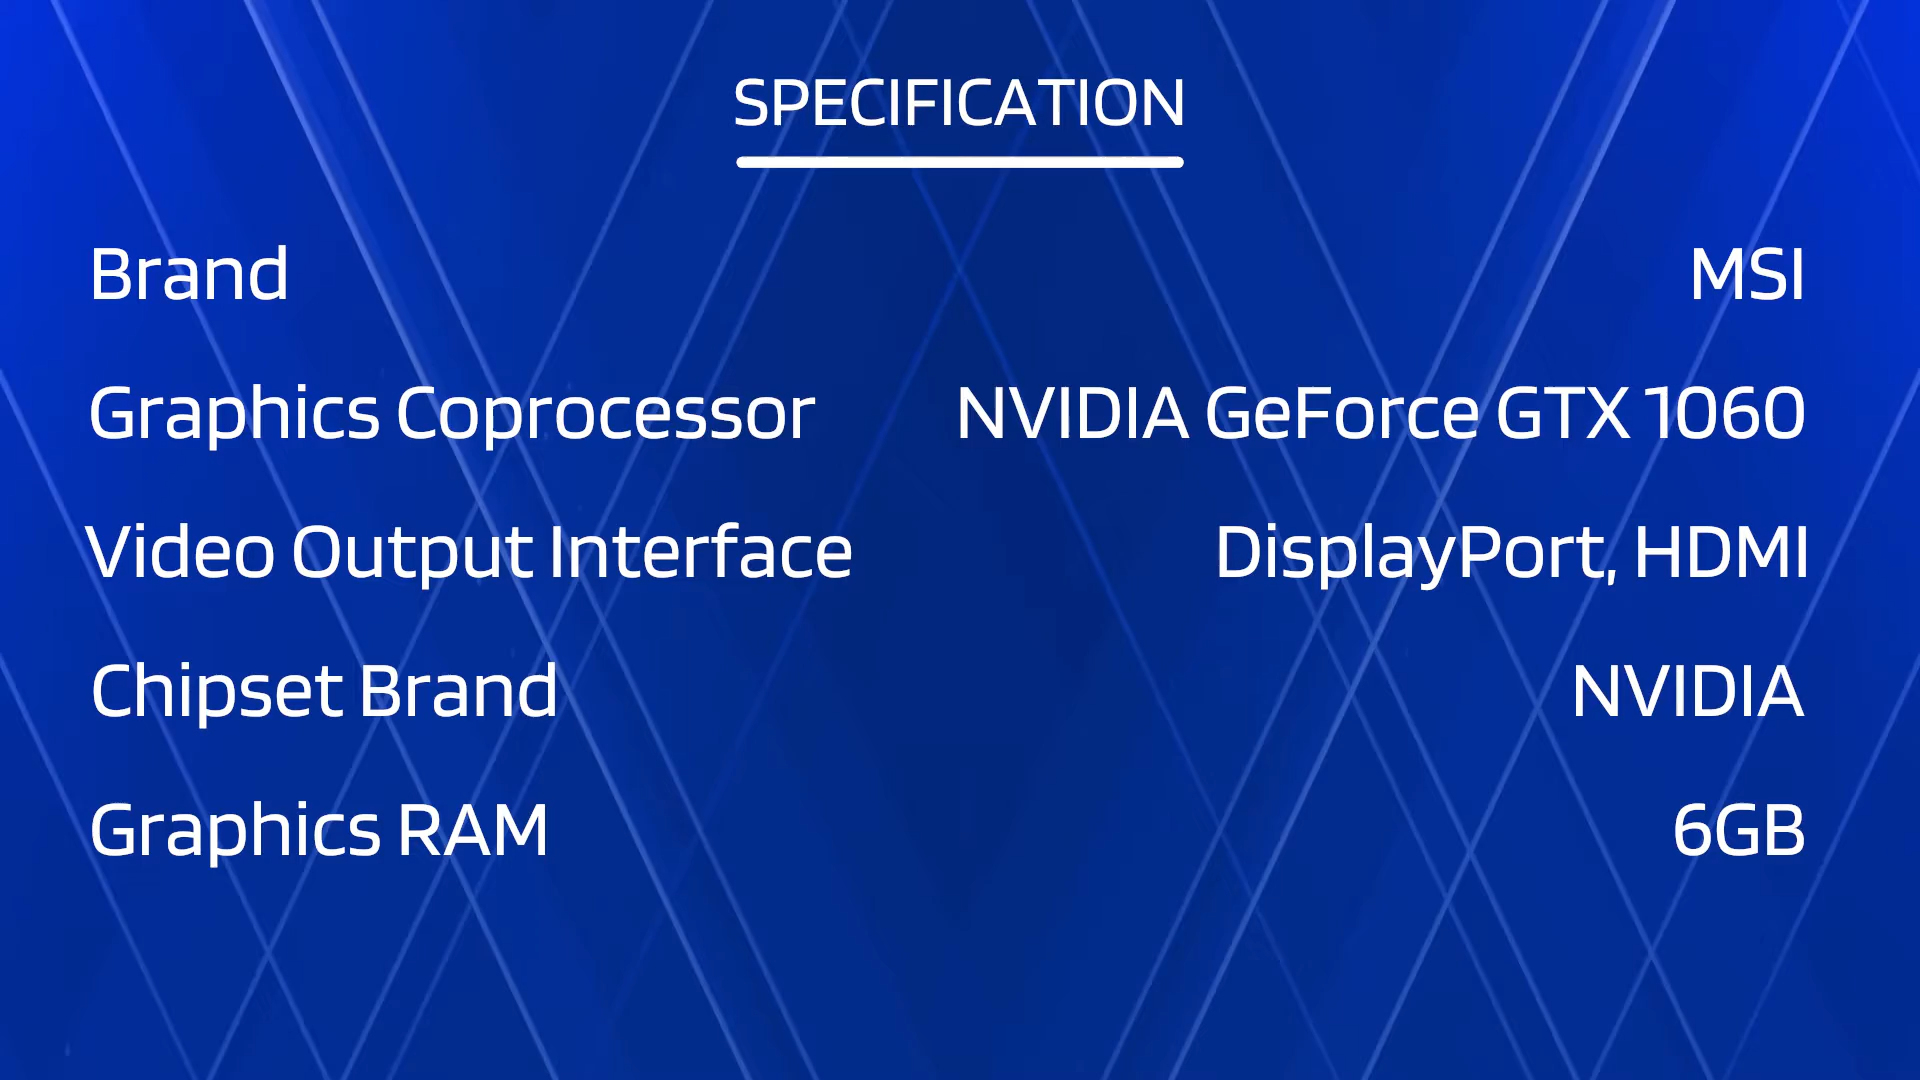 SPECIFICATION
Brand MSI
Graphics Coprocessor NVIDIA GeForce GTX 1060
Video Output Interface DisplayPort, HDMI
Chipset Brand NVIDIA
Graphics RAM 6GB